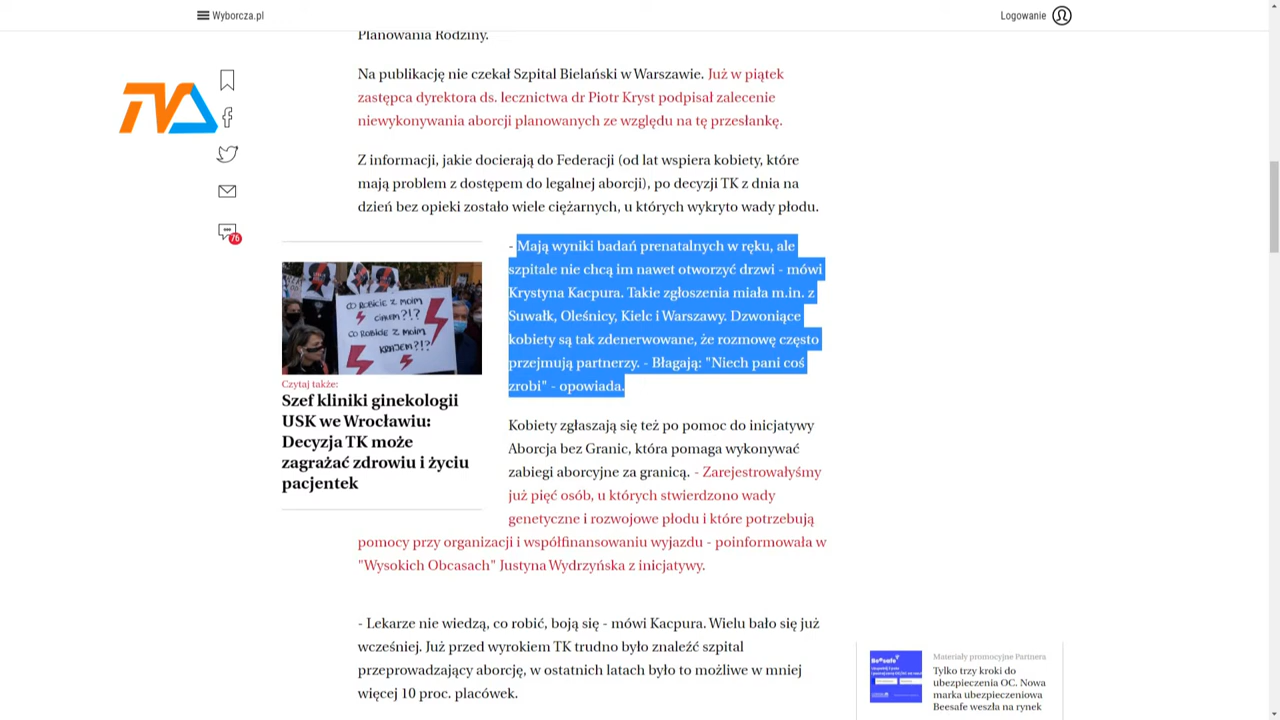 Wyborcza.pl
Logowanie
Planowania Rodziny.
Na publikację nie czekał Szpital Bielański w Warszawie. Już w piątek
zastępca dyrektora ds. lecznictwa dr Piotr Kryst podpisał zalecenie
niewykonywania aborcji planowanych ze względu na tę przesłankę.
Z informacji, jakie docierają do Federacji (od lat wspiera kobiety, które
mają problem z dostępem do legalnej aborcji), po decyzji TK z dnia na
dzień bez opieki zostało wiele ciężarnych, u których wykryto wady płodu.
76
- Mają wyniki badań prenatalnych w ręku, ale
szpitale nie chcą im nawet otworzyć drzwi - mówi
Krystyna Kacpura. Takie zgłoszenia miała m.in. z
Suwałk, Oleśnicy, Kielc i Warszawy. Dzwoniące
kobiety są tak zdenerwowane, że rozmowę często
przejmują partnerzy. - Błagają: "Niech pani coś
zrobi" - opowiada.
CO ROBICIE Z MOIM
CIAŁEM?!?
CO ROBICIE Z MOIM
KRAJEM?!?
Czytaj także:
Szef kliniki ginekologii
USK we Wrocławiu:
Decyzja TK może
zagrażać zdrowiu i życiu
pacjentek
Kobiety zgłaszają się też po pomoc do inicjatywy
Aborcja bez Granic, która pomaga wykonywać
zabiegi aborcyjne za granicą. - Zarejestrowałyśmy
już pięć osób, u których stwierdzono wady
genetyczne i rozwojowe płodu i które potrzebują
pomocy przy organizacji i współfinansowaniu wyjazdu - poinformowała w
"Wysokich Obcasach" Justyna Wydrzyńska z inicjatywy.
- Lekarze nie wiedzą, co robić, boją się - mówi Kacpura. Wielu bało się już
wcześniej. Już przed wyrokiem TK trudno było znaleźć szpital
przeprowadzający aborcję, w ostatnich latach było to możliwe w mniej
więcej 10 proc. placówek.
Beesafe
Materiały promocyjne Partnera
Tylko trzy kroki do
ubezpieczenia OC. Nowa
marka ubezpieczeniowa
Beesafe weszła na rynek